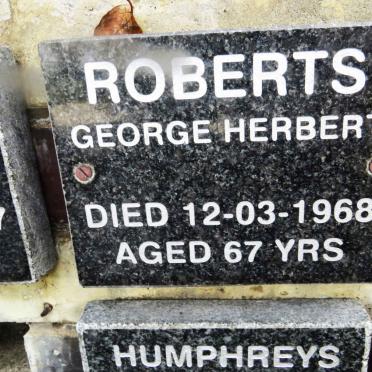 ROBERTS
GEORGE HERBERT
DIED 12-03-1968
AGED 67 YRS
HUMPHREYS